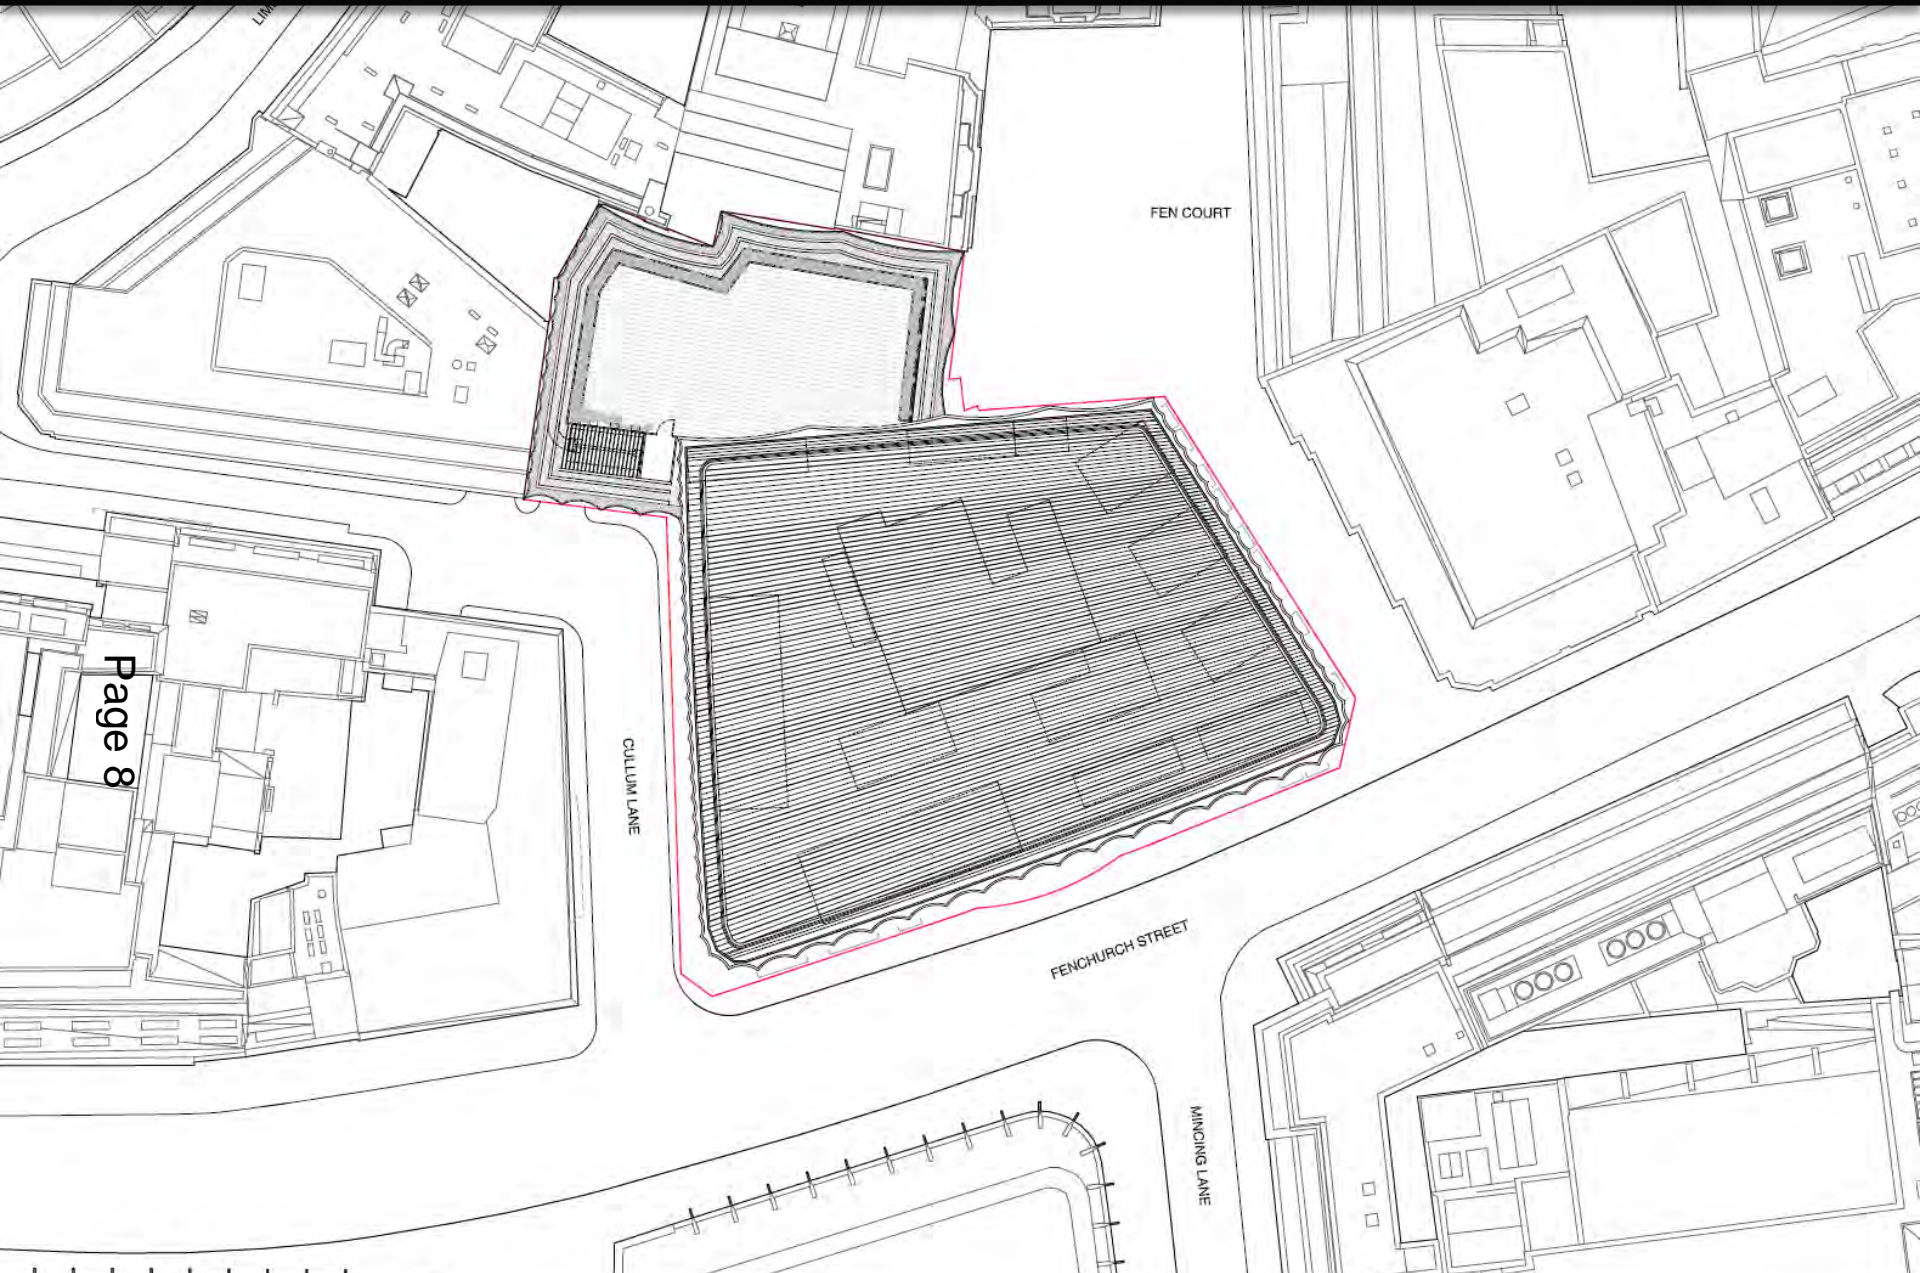 FEN COURT
Page 8
CULLUM LANE
FENCHURCH STREET
MINCING LANE